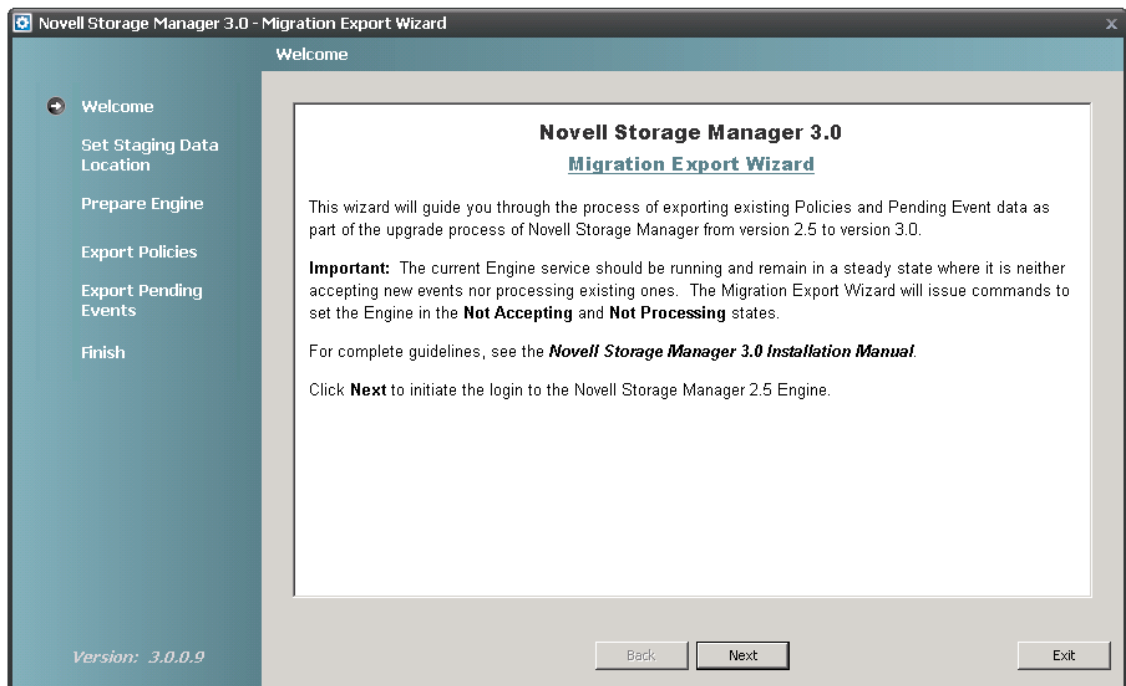 Novell Storage Manager 3.0 - Migration Export Wizard
x
Welcome
Welcome
Set Staging Data
Location
Prepare Engine
Export Policies
Export Pending
Events
Finish
Version: 3.0.0.9
Novell Storage Manager 3.0
Migration Export Wizard
This wizard will guide you through the process of exporting existing Policies and Pending Event data as
part of the upgrade process of Novell Storage Manager from version 2.5 to version 3.0.
Important: The current Engine service should be running and remain in a steady state where it is neither
accepting new events nor processing existing ones. The Migration Export Wizard will issue commands to
set the Engine in the Not Accepting and Not Processing states.
For complete guidelines, see the Novell Storage Manager 3.0 Installation Manual.
Click Next to initiate the login to the Novell Storage Manager 2.5 Engine.
Back
Next
Exit